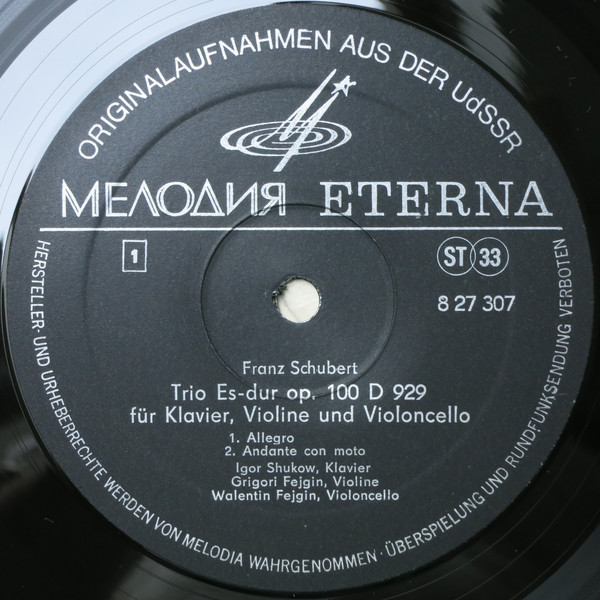 ORIGINALAUFNAHMEN AUS DER UdSSR
МЕЛОДИЯ ETERNA
1
ST 33
8 27 307
Franz Schubert
Trio Es-dur op. 100 D 929
für Klavier, Violine und Violoncello
1. Allegro
2. Andante con moto
Igor Shukow, Klavier
Grigori Fejgin, Violine
Walentin Fejgin, Violoncello
HERSTELLER- UND URHEBERRECHTE WERDEN VON MELODIA WAHRGENOMMEN · ÜBERSPIELUNG UND RUNDFUNKSENDUNG VERBOTEN